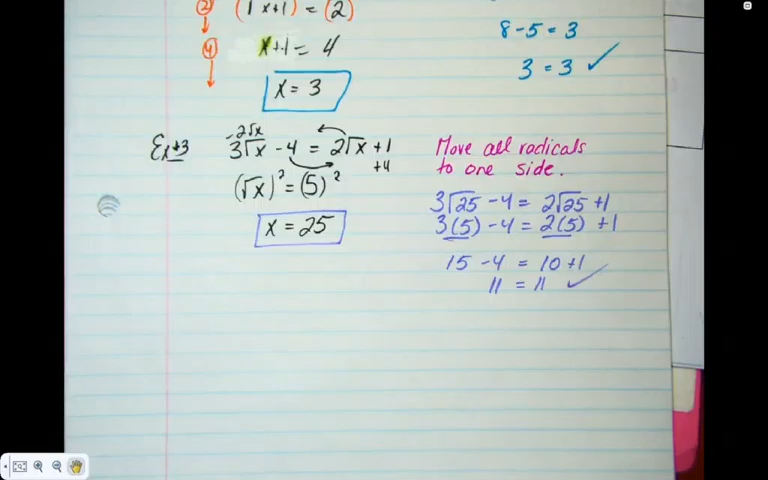 ② (√x+1) = (2)
8 - 5 = 3
④ x+1 = 4
3 = 3 ✓
x = 3
-2√x
Ex #3 3√x - 4 = 2√x + 1
+4
Move all radicals
to one side.
(√x)² = (5)²
x = 25
3√25 - 4 = 2√25 + 1
3(5) - 4 = 2(5) + 1
15 - 4 = 10 + 1
11 = 11 ✓